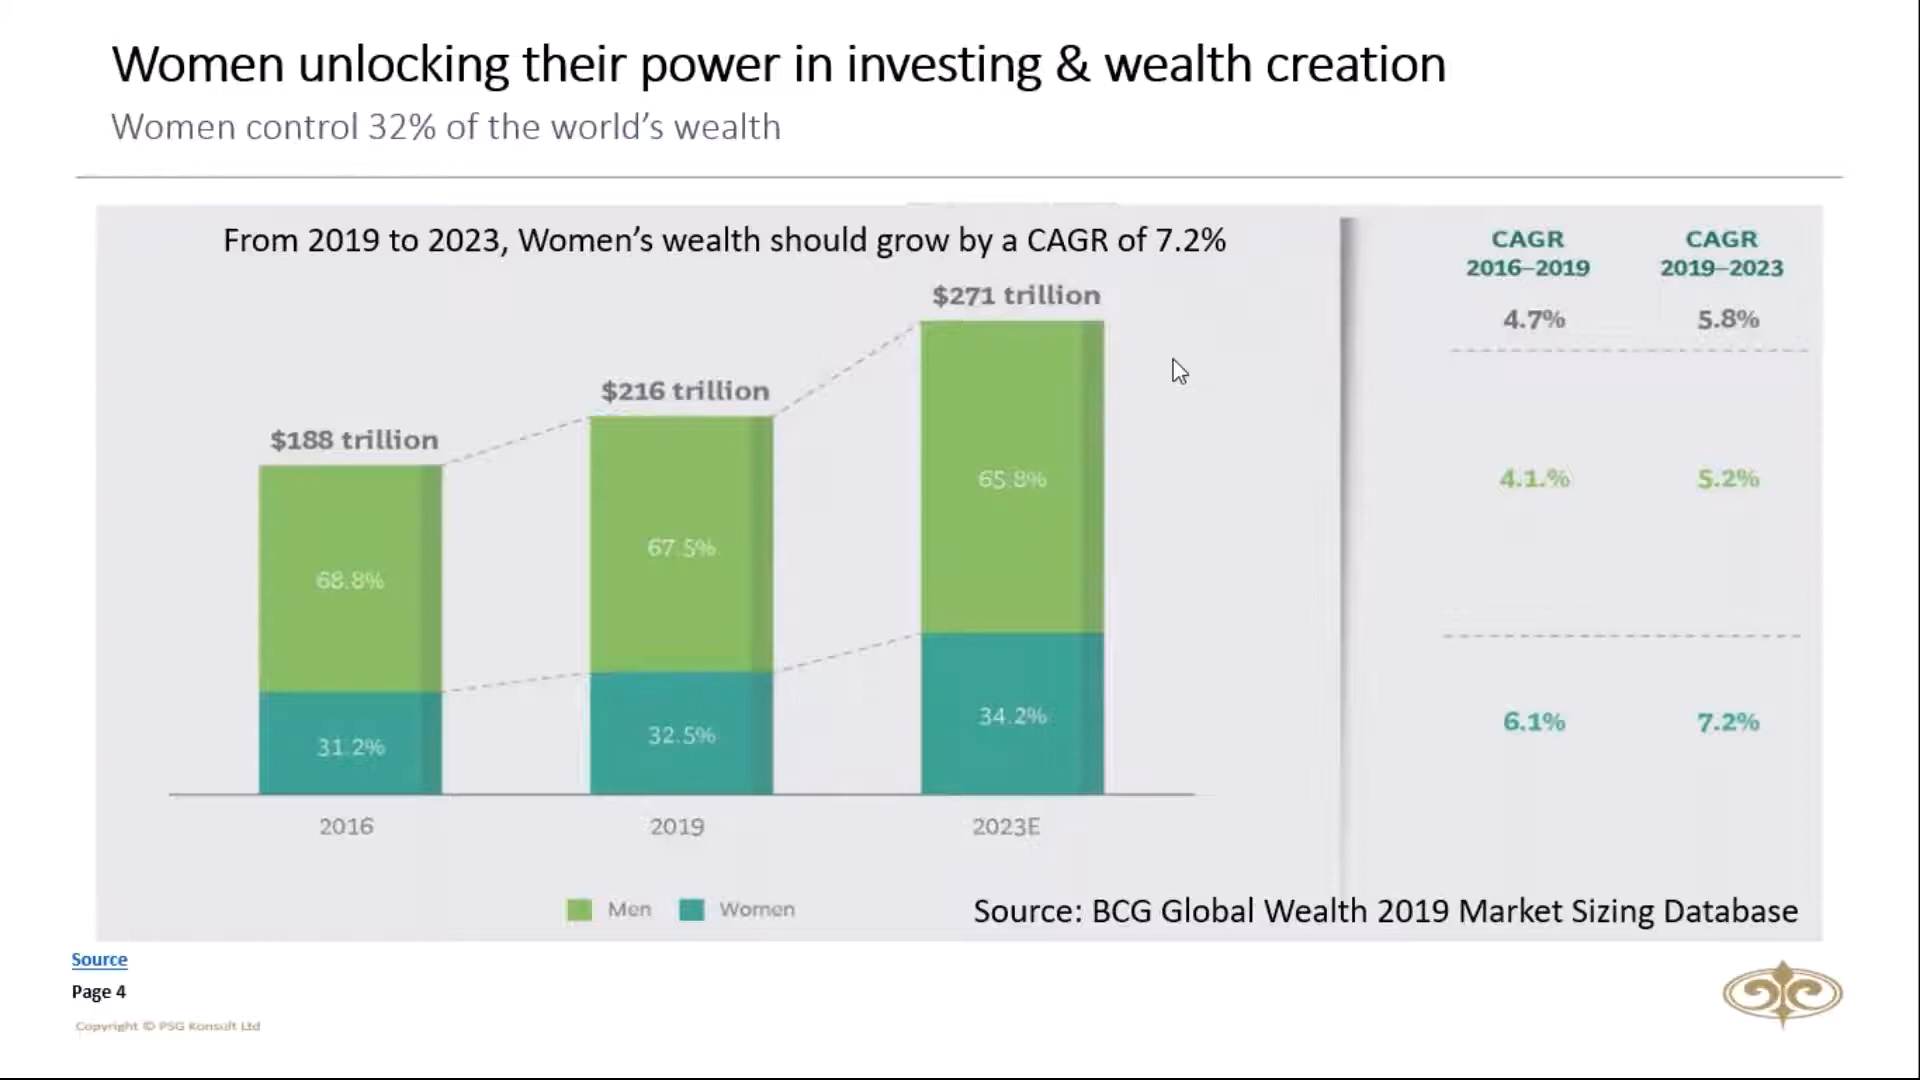 Women unlocking their power in investing & wealth creation
Women control 32% of the world's wealth
From 2019 to 2023, Women's wealth should grow by a CAGR of 7.2%
$188 trillion
$216 trillion
$271 trillion
68.8%
67.5%
65.8%
31.2%
32.5%
34.2%
2016
2019
2023E
Men
Women
CAGR
2016–2019
CAGR
2019–2023
4.7%
5.8%
4.1.%
5.2%
6.1%
7.2%
Source: BCG Global Wealth 2019 Market Sizing Database
Source
Page 4
Copyright © PSG Konsult Ltd